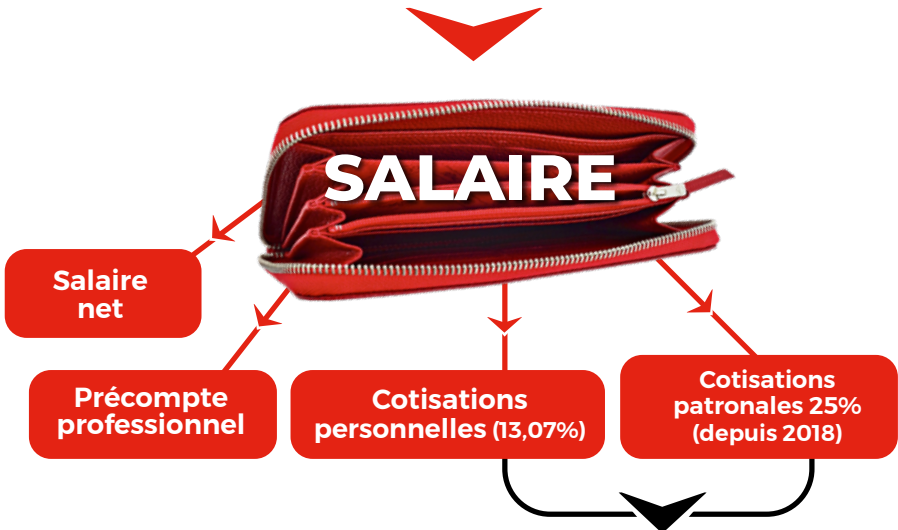 SALAIRE
Salaire
net
Précompte
professionnel
Cotisations
personnelles (13,07%)
Cotisations
patronales 25%
(depuis 2018)